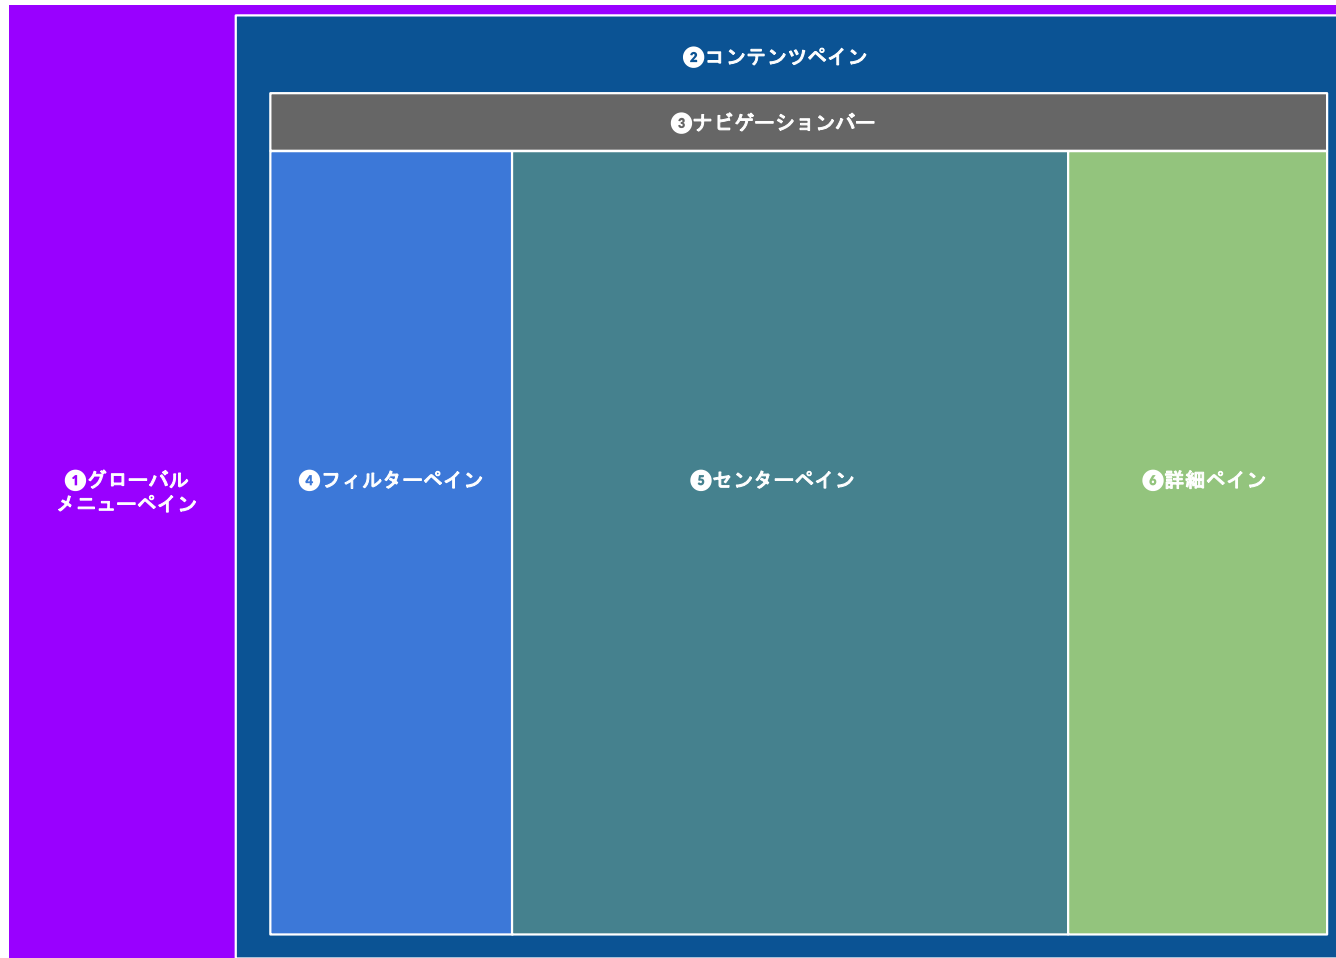 ❷コンテンツペイン
❸ナビゲーションバー
❶グローバル
メニューペイン
❹フィルターペイン
❺センターペイン
❻詳細ペイン